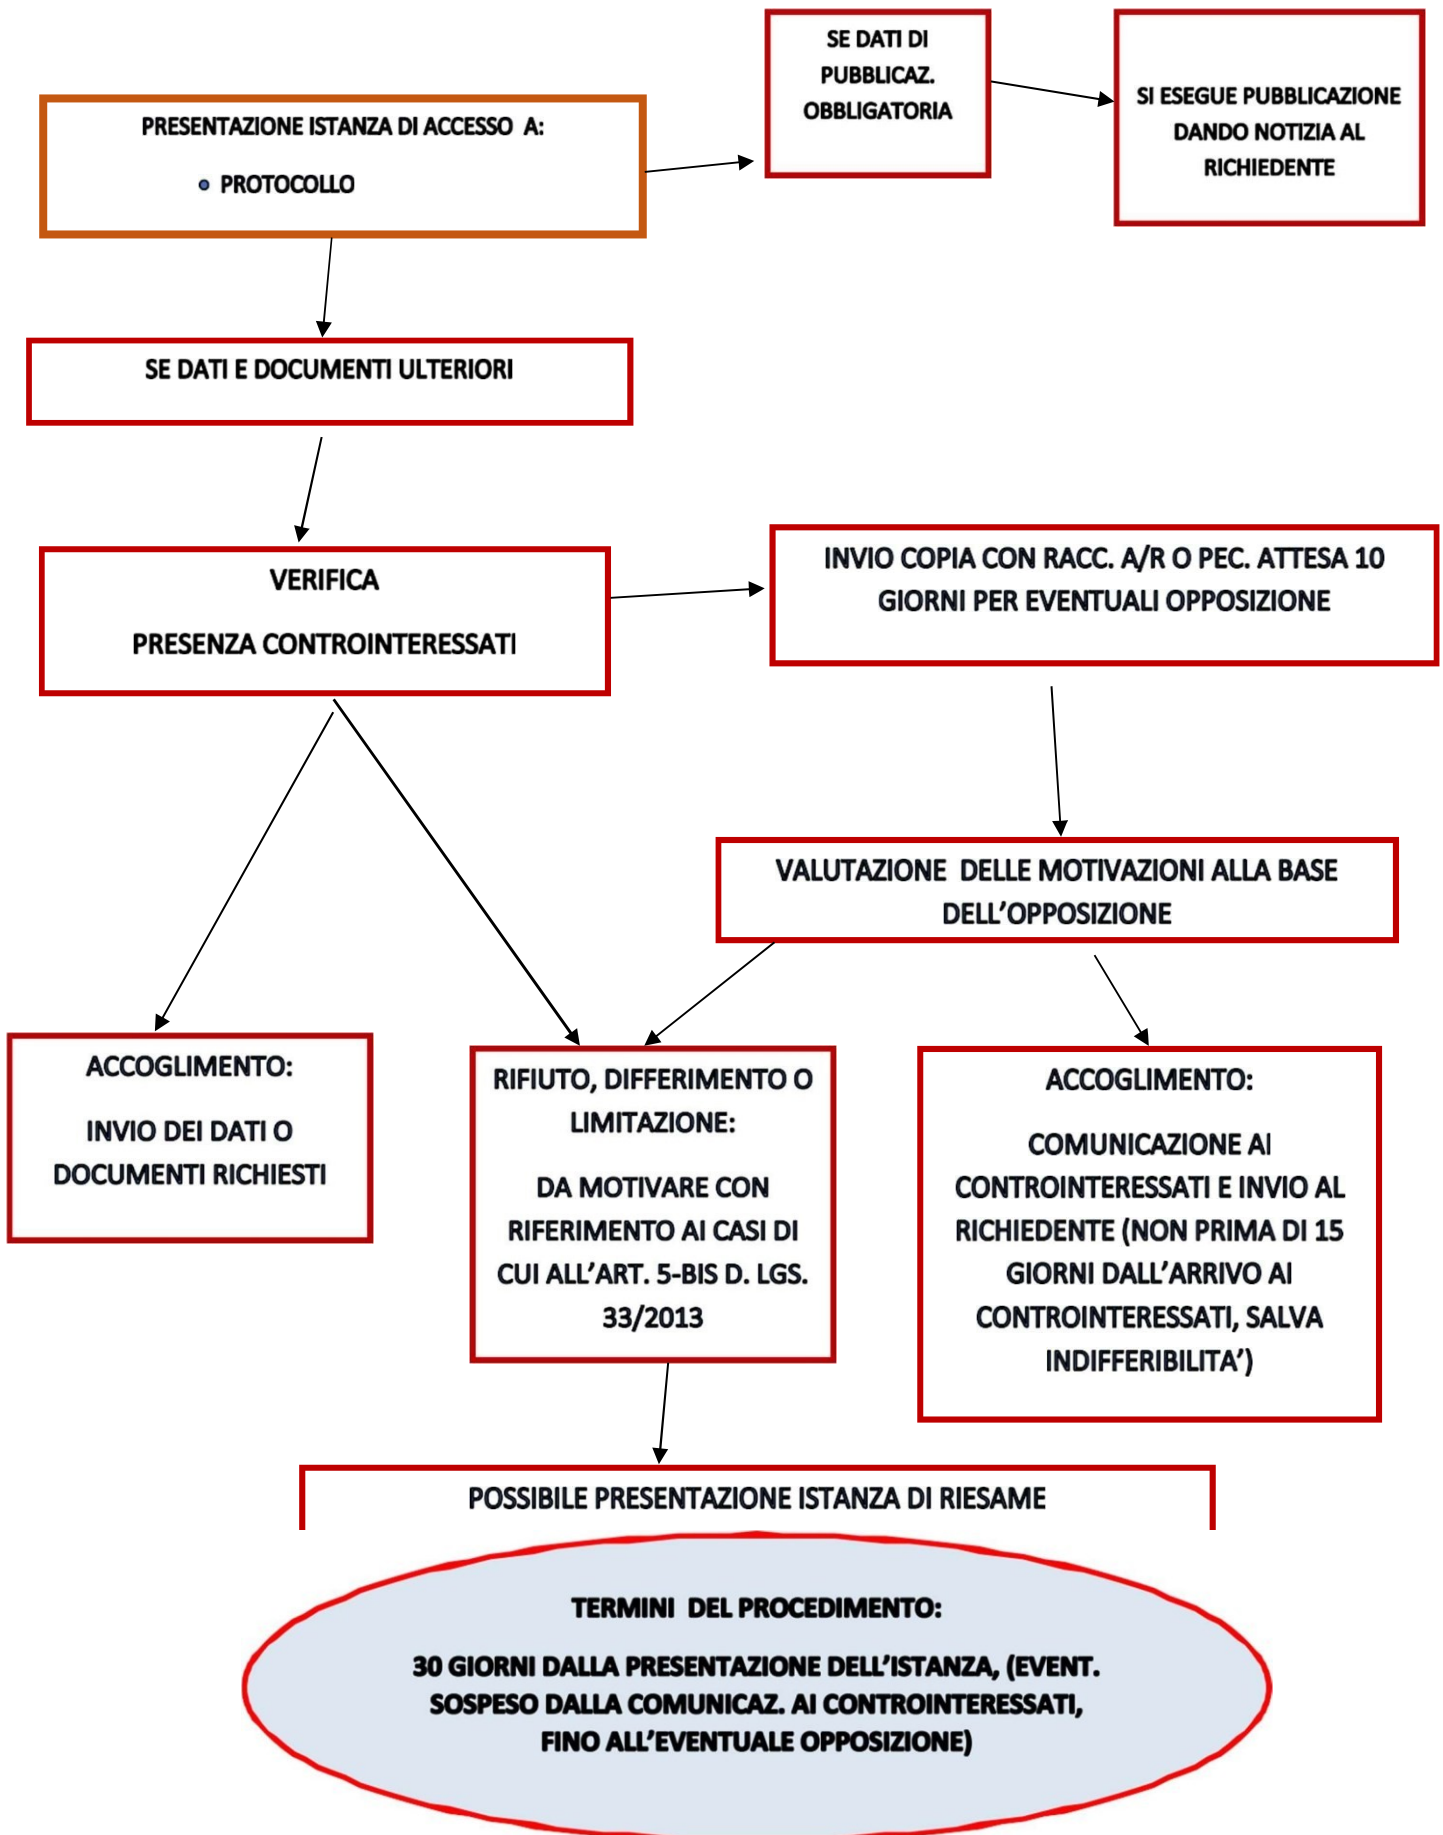 SE DATI DI
PUBBLICAZ.
OBBLIGATORIA
SI ESEGUE PUBBLICAZIONE
DANDO NOTIZIA AL
RICHIEDENTE
PRESENTAZIONE ISTANZA DI ACCESSO A:
• PROTOCOLLO
SE DATI E DOCUMENTI ULTERIORI
VERIFICA
PRESENZA CONTROINTERESSATI
INVIO COPIA CON RACC. A/R O PEC. ATTESA 10
GIORNI PER EVENTUALI OPPOSIZIONE
VALUTAZIONE DELLE MOTIVAZIONI ALLA BASE
DELL’OPPOSIZIONE
ACCOGLIMENTO:
INVIO DEI DATI O
DOCUMENTI RICHIESTI
RIFIUTO, DIFFERIMENTO O
LIMITAZIONE:
DA MOTIVARE CON
RIFERIMENTO AI CASI DI
CUI ALL’ART. 5-BIS D. LGS.
33/2013
ACCOGLIMENTO:
COMUNICAZIONE AI
CONTROINTERESSATI E INVIO AL
RICHIEDENTE (NON PRIMA DI 15
GIORNI DALL’ARRIVO AI
CONTROINTERESSATI, SALVA
INDIFFERIBILITA’)
POSSIBILE PRESENTAZIONE ISTANZA DI RIESAME
TERMINI DEL PROCEDIMENTO:
30 GIORNI DALLA PRESENTAZIONE DELL’ISTANZA, (EVENT.
SOSPESO DALLA COMUNICAZ. AI CONTROINTERESSATI,
FINO ALL’EVENTUALE OPPOSIZIONE)